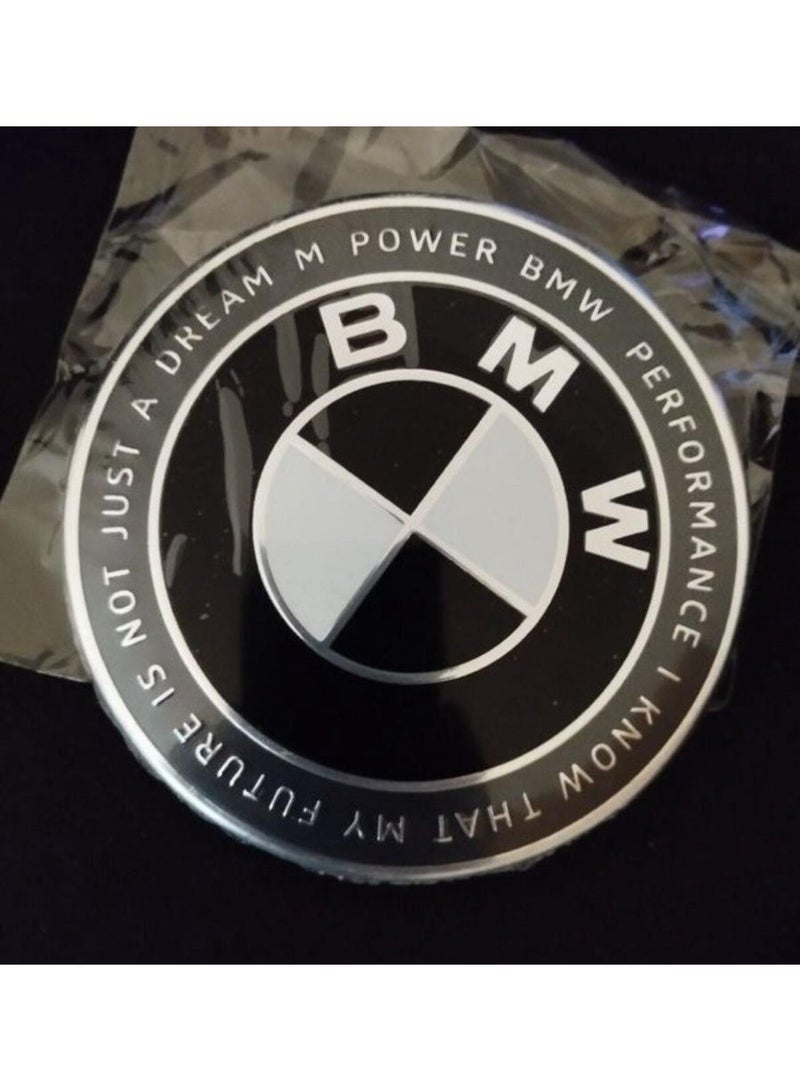 M POWER BMW PERFORMANCE I KNOW THAT MY FUTURE IS NOT JUST A DREAM
BMW